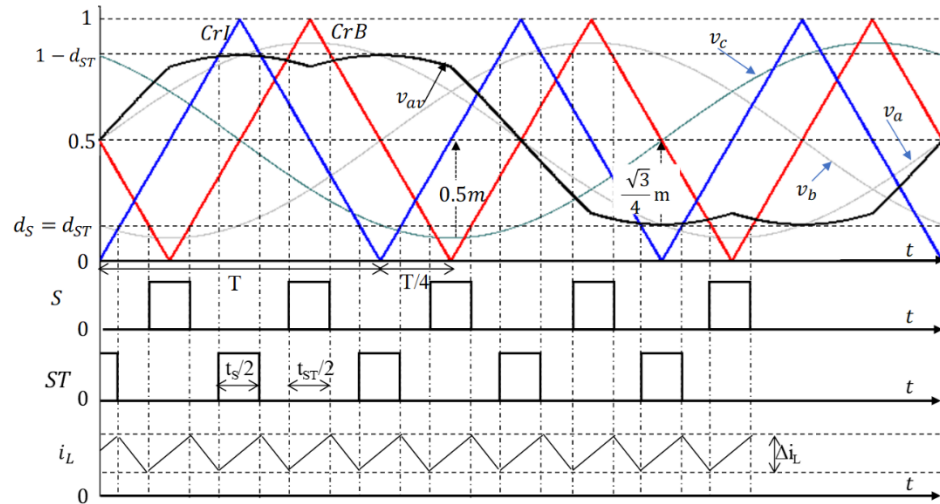 1
CrI
CrB
1 − d_ST
v_c
v_av
v_a
0.5
0.5m
√3/4 m
v_b
d_S = d_ST
0
t
T
T/4
S
0
t
ST
t_S/2
t_ST/2
0
t
i_L
Δi_L
0
t